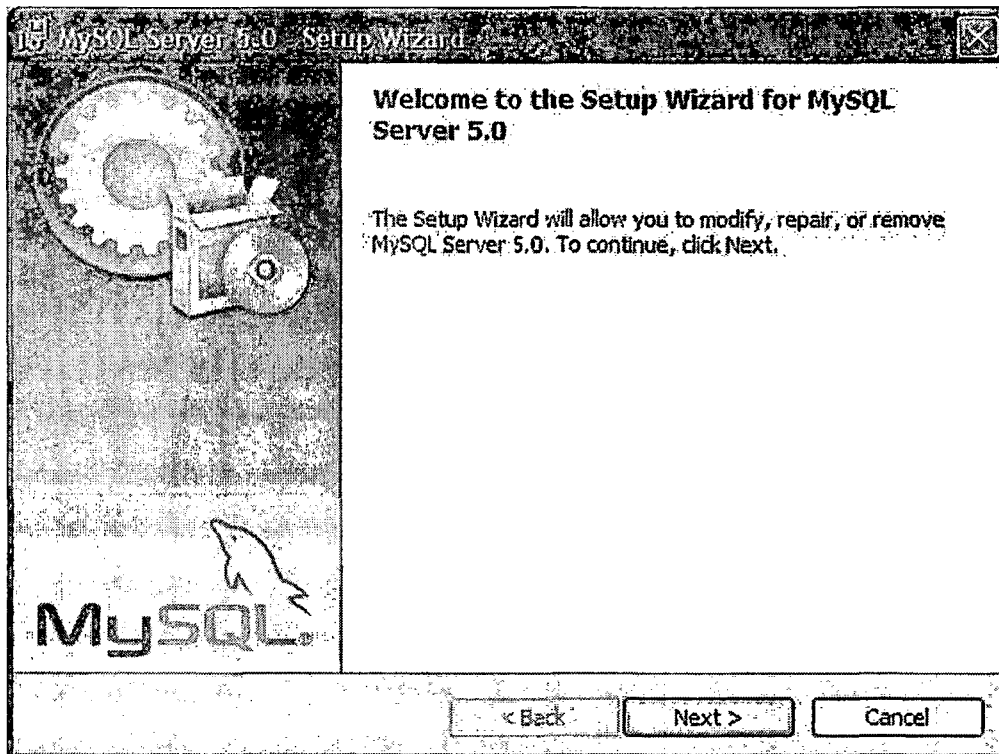 MySQL Server 5.0 - Setup Wizard
Welcome to the Setup Wizard for MySQL
Server 5.0
The Setup Wizard will allow you to modify, repair, or remove
MySQL Server 5.0. To continue, click Next.
MySQL®
< Back
Next >
Cancel